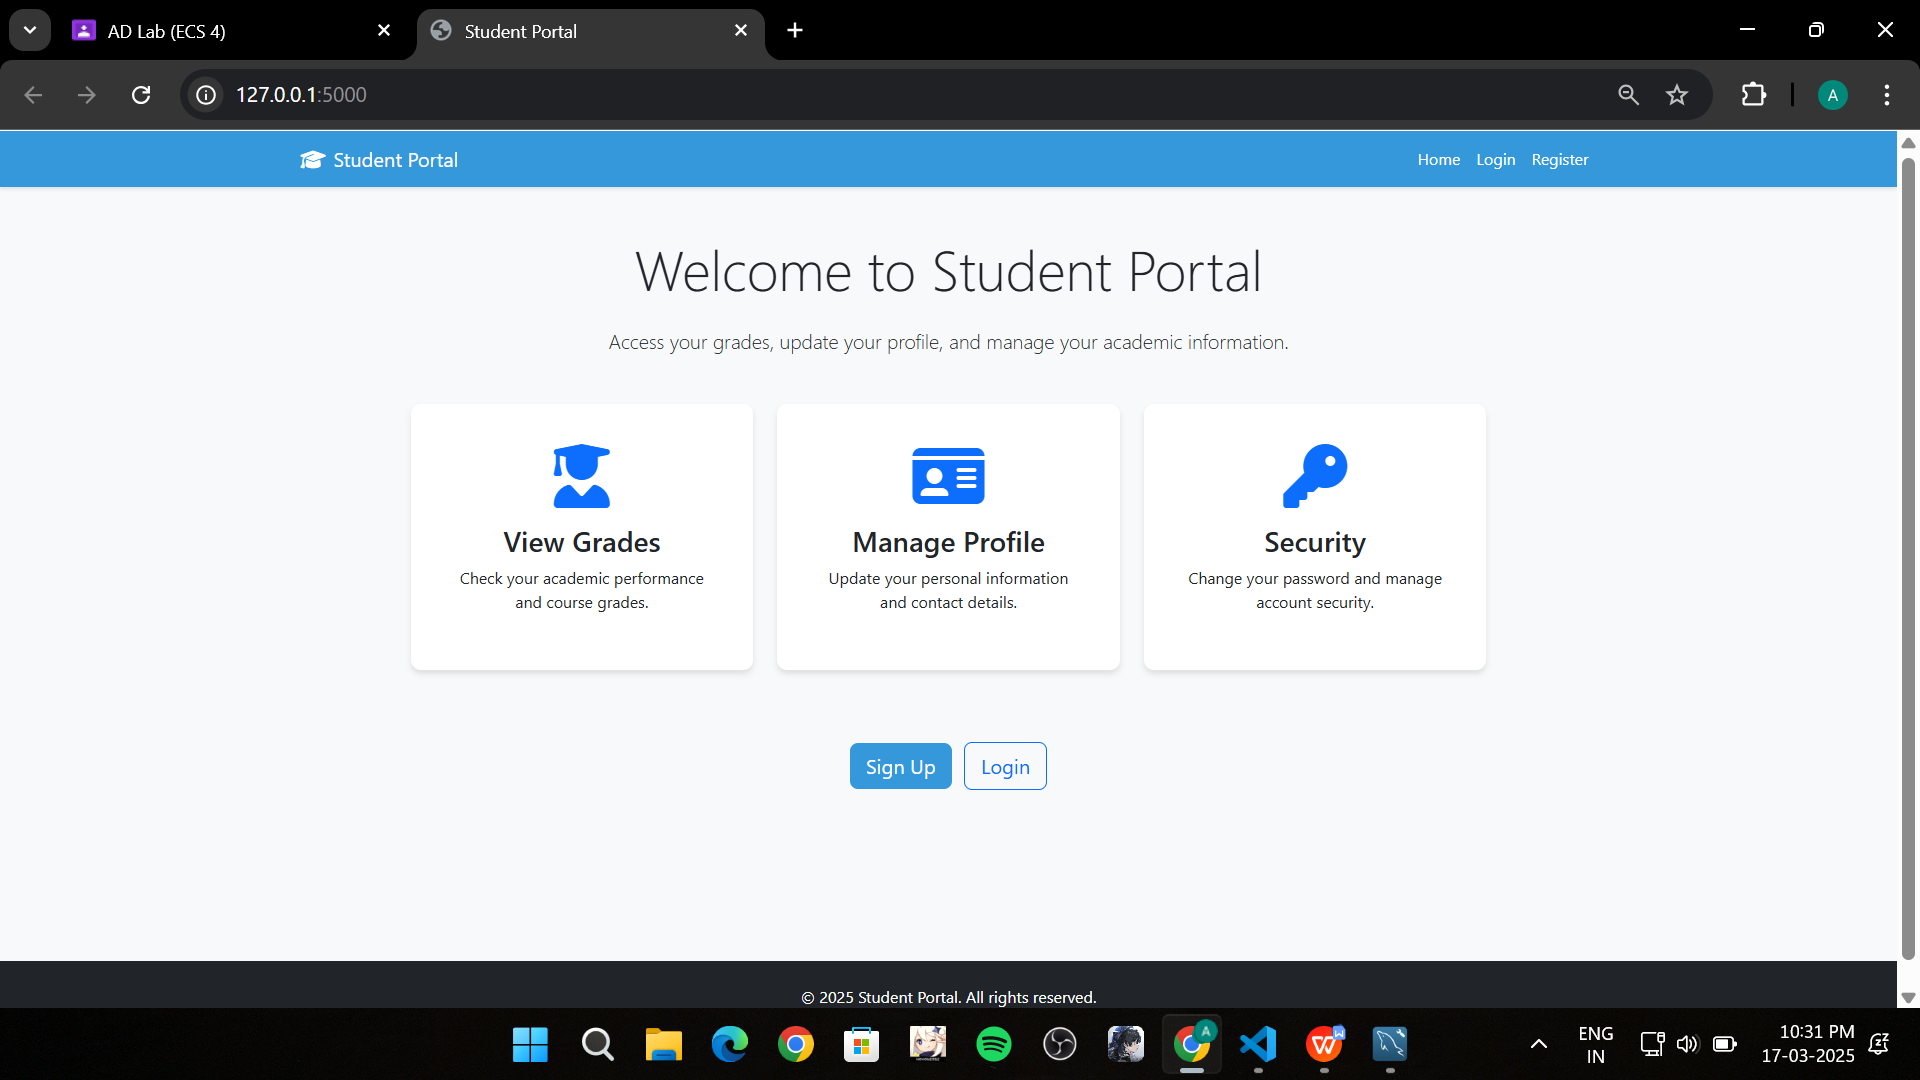 AD Lab (ECS 4)
Student Portal
127.0.0.1:5000
A
Student Portal
Home
Login
Register
Welcome to Student Portal
Access your grades, update your profile, and manage your academic information.
View Grades
Check your academic performance
and course grades.
Manage Profile
Update your personal information
and contact details.
Security
Change your password and manage
account security.
Sign Up
Login
© 2025 Student Portal. All rights reserved.
A
W
ENG
IN
10:31 PM
17-03-2025